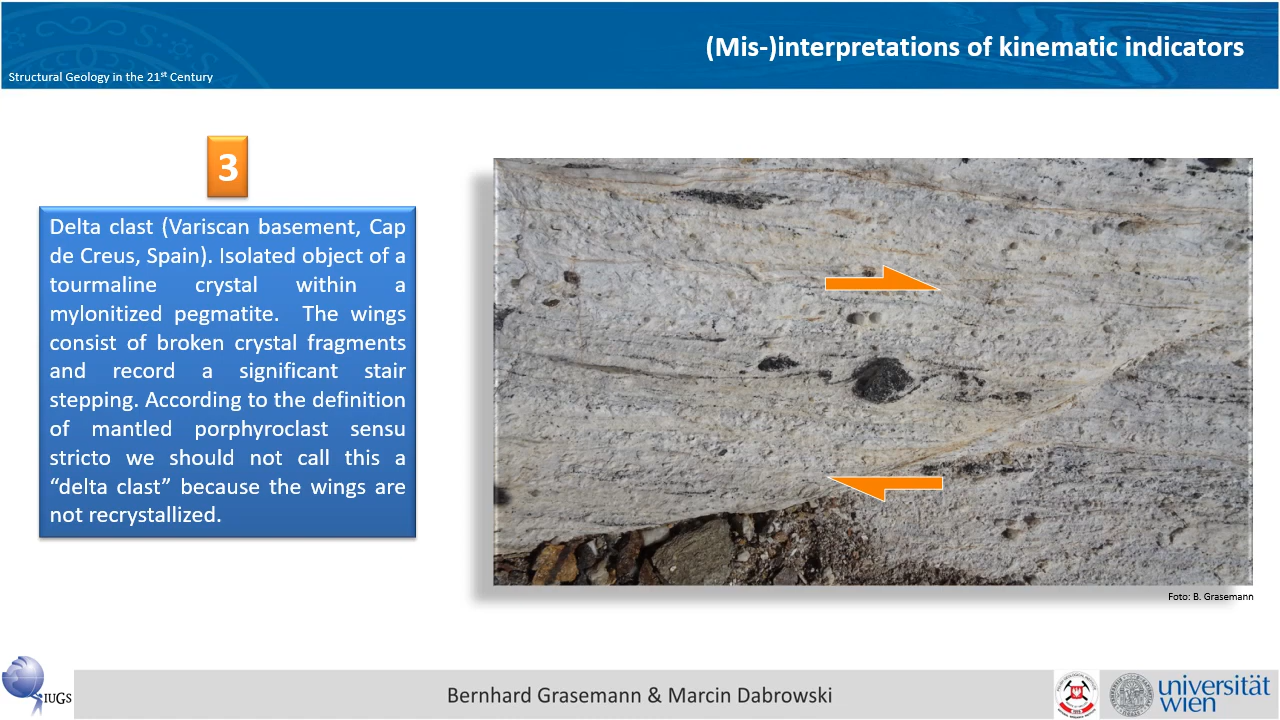 (Mis-)interpretations of kinematic indicators
Structural Geology in the 21st Century
3
Delta clast (Variscan basement, Cap
de Creus, Spain). Isolated object of a
tourmaline crystal within a
mylonitized pegmatite. The wings
consist of broken crystal fragments
and record a significant stair
stepping. According to the definition
of mantled porphyroclast sensu
stricto we should not call this a
“delta clast” because the wings are
not recrystallized.
Foto: B. Grasemann
IUGS
Bernhard Grasemann & Marcin Dabrowski
universität
wien